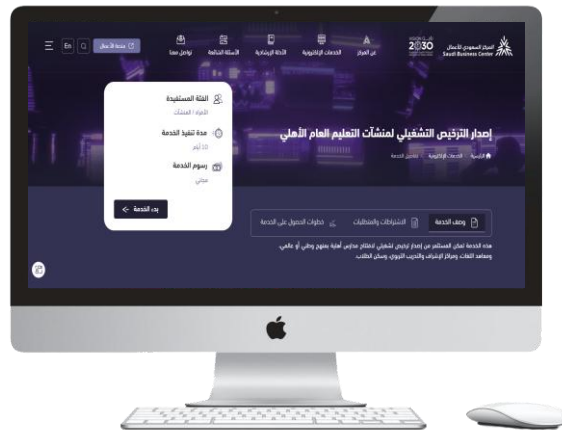 المركز السعودي للأعمال
Saudi Business Center
2030
عن المركز
الخدمات الإلكترونية
الأدلة الإرشادية
الأسئلة الشائعة
تواصل معنا
منصة الأعمال
En
إصدار الترخيص التشغيلي لمنشآت التعليم العام الأهلي
الرئيسية الخدمات الإلكترونية تفاصيل الخدمة
الفئة المستفيدة
الأفراد / المنشآت
مدة تنفيذ الخدمة
10 أيام
رسوم الخدمة
مجاني
بدء الخدمة
وصف الخدمة
الاشتراطات والمتطلبات
خطوات الحصول على الخدمة
هذه الخدمة تمكن المستثمر من إصدار ترخيص تشغيلي لافتتاح مدارس أهلية بمنهج وطني أو عالمي،
ومعاهد اللغات، ومراكز الإشراف والتدريب التربوي، وسكن الطلاب.